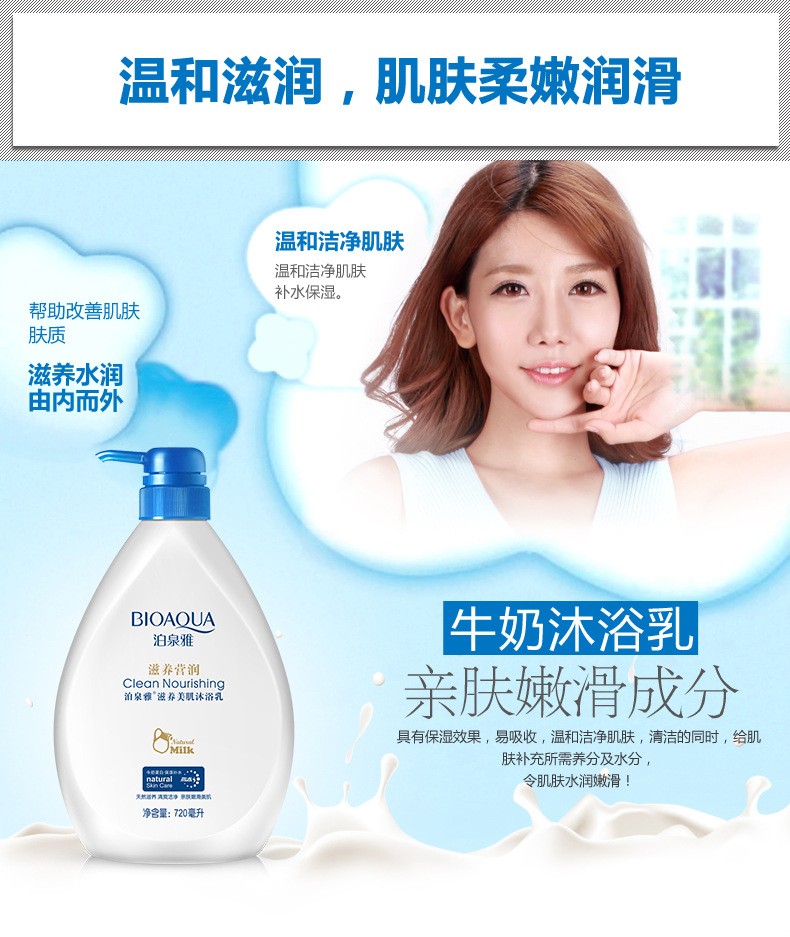 温和滋润，肌肤柔嫩润滑
温和洁净肌肤
温和洁净肌肤
补水保湿。
帮助改善肌肤
肤质
滋养水润
由内而外
BIOAQUA
泊泉雅
滋养营润
Clean Nourishing
泊泉雅®滋养美肌沐浴乳
Natural
Milk
natural
Skin Care
净含量：720毫升
牛奶沐浴乳
亲肤嫩滑成分
具有保湿效果，易吸收，温和洁净肌肤，清洁的同时，给肌
肤补充所需养分及水分，
令肌肤水润嫩滑！